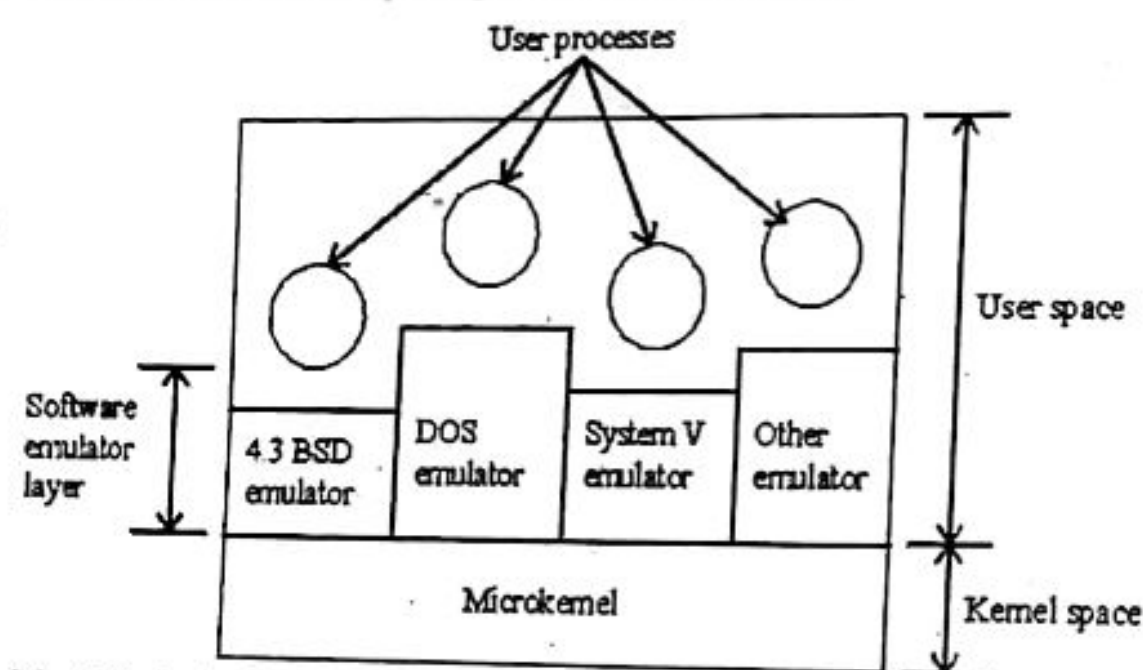 User processes
User space
Software
emulator
layer
4.3 BSD
emulator
DOS
emulator
System V
emulator
Other
emulator
Microkernel
Kernel space